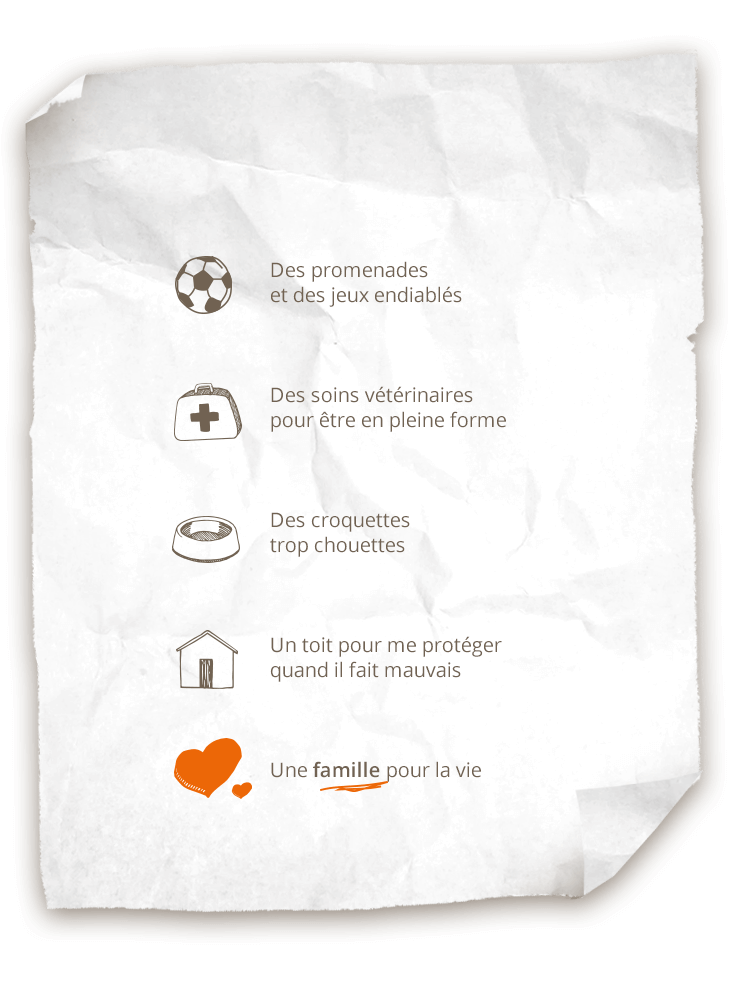 Des promenades
et des jeux endiablés
Des soins vétérinaires
pour être en pleine forme
Des croquettes
trop chouettes
Un toit pour me protéger
quand il fait mauvais
Une famille pour la vie